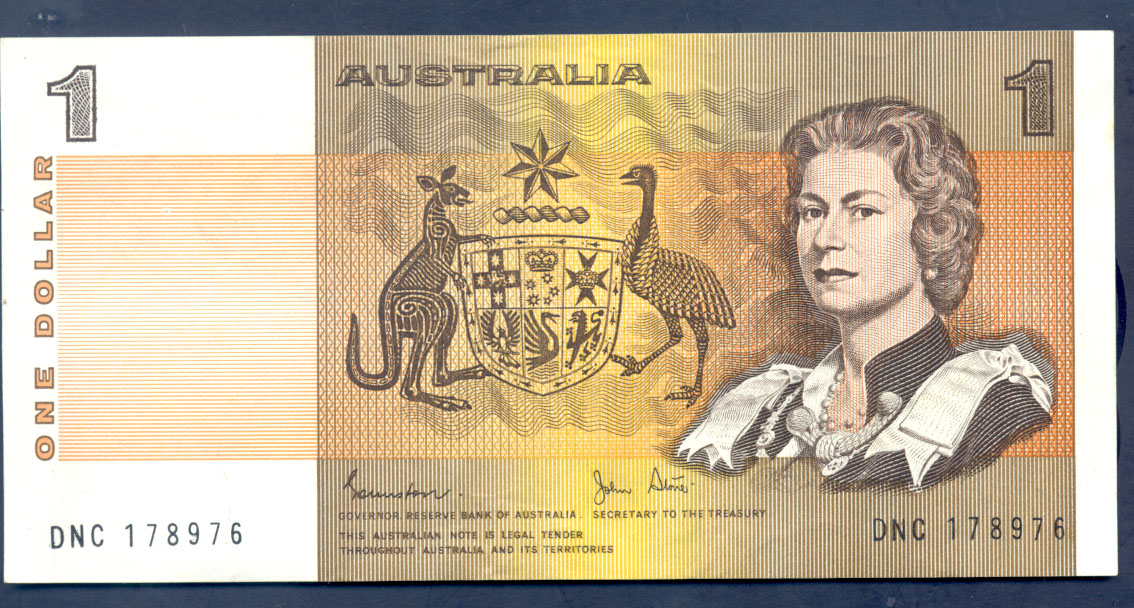 1
AUSTRALIA
1
ONE DOLLAR
John Stone
GOVERNOR, RESERVE BANK OF AUSTRALIA. SECRETARY TO THE TREASURY
THIS AUSTRALIAN NOTE IS LEGAL TENDER
THROUGHOUT AUSTRALIA AND ITS TERRITORIES
DNC 178976
DNC 178976